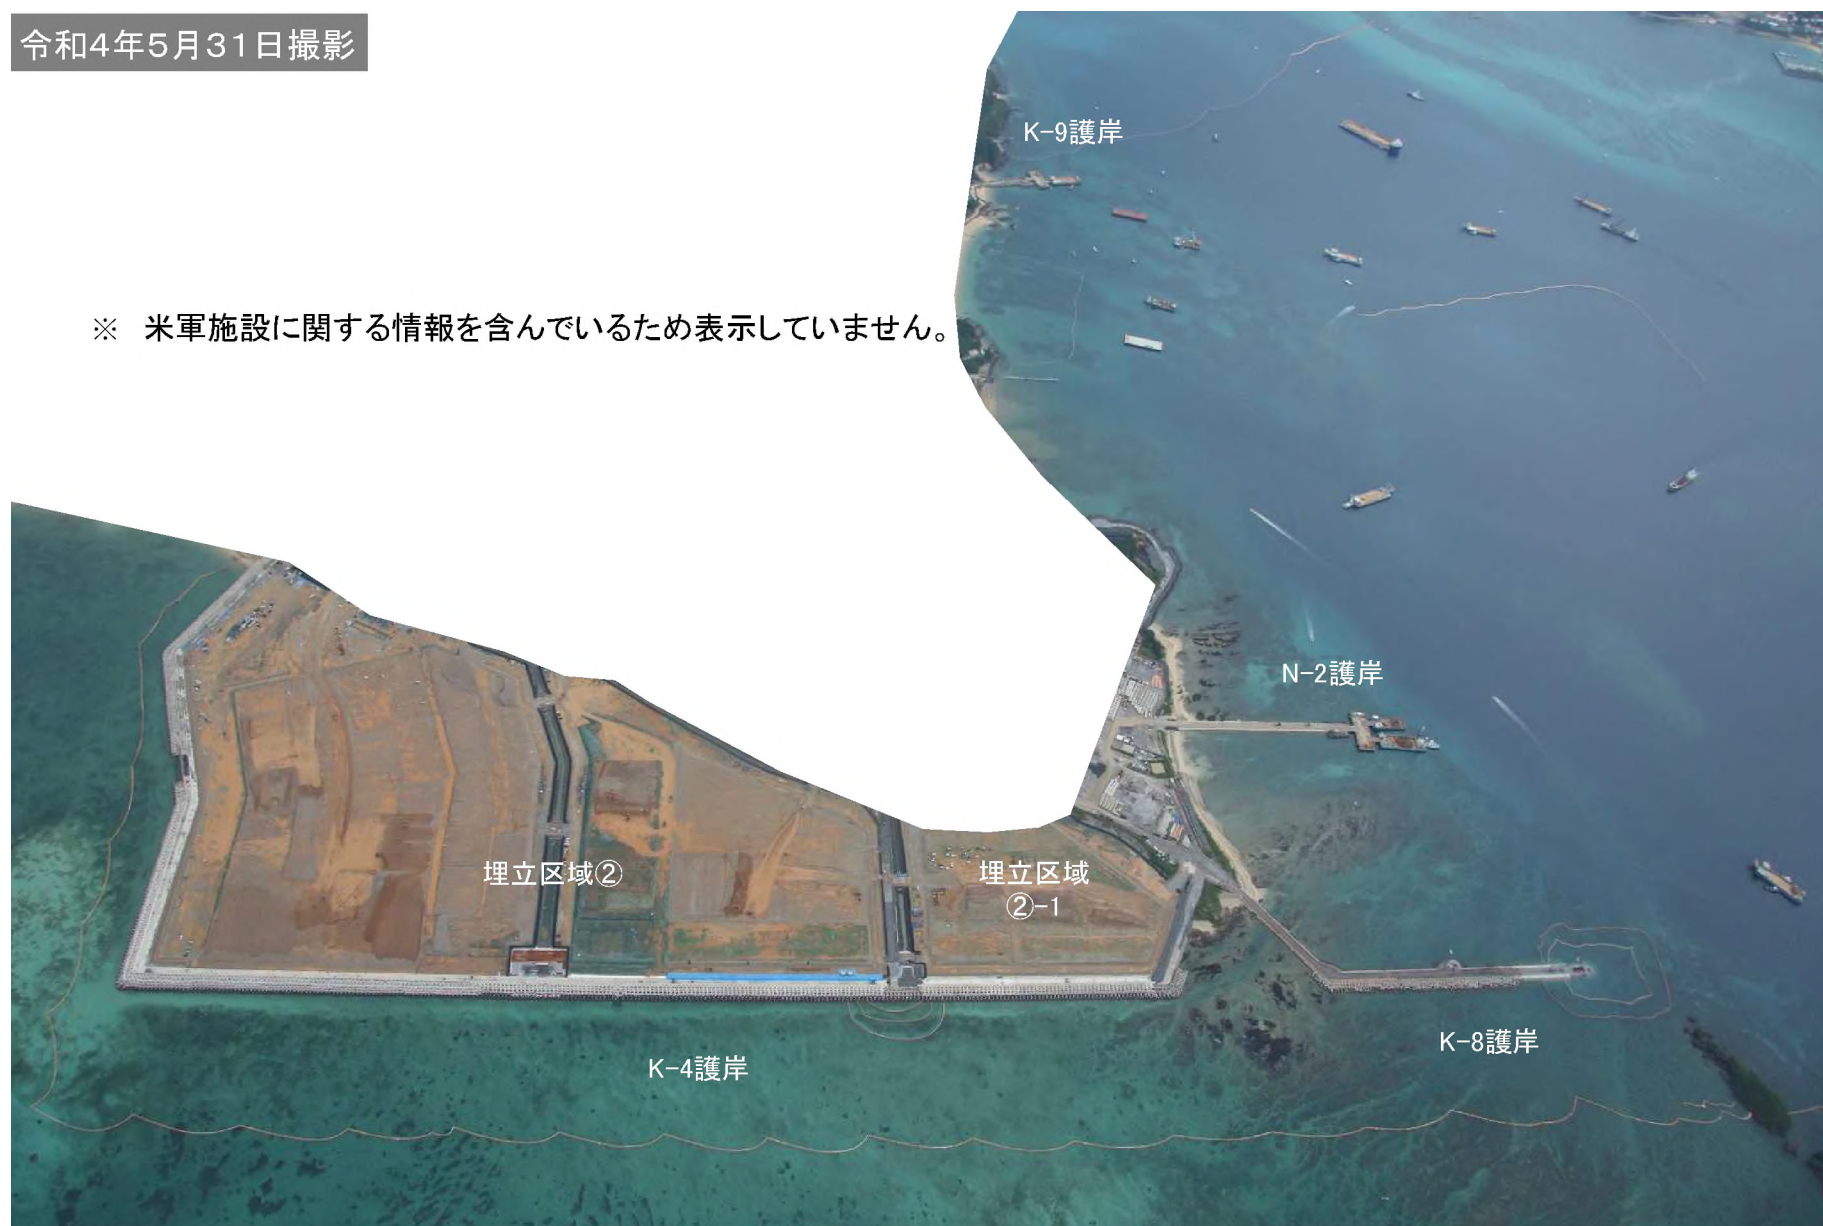 令和４年５月３１日撮影
K-9護岸
※　米軍施設に関する情報を含んでいるため表示していません。
N-2護岸
埋立区域②
埋立区域
②-1
K-8護岸
K-4護岸